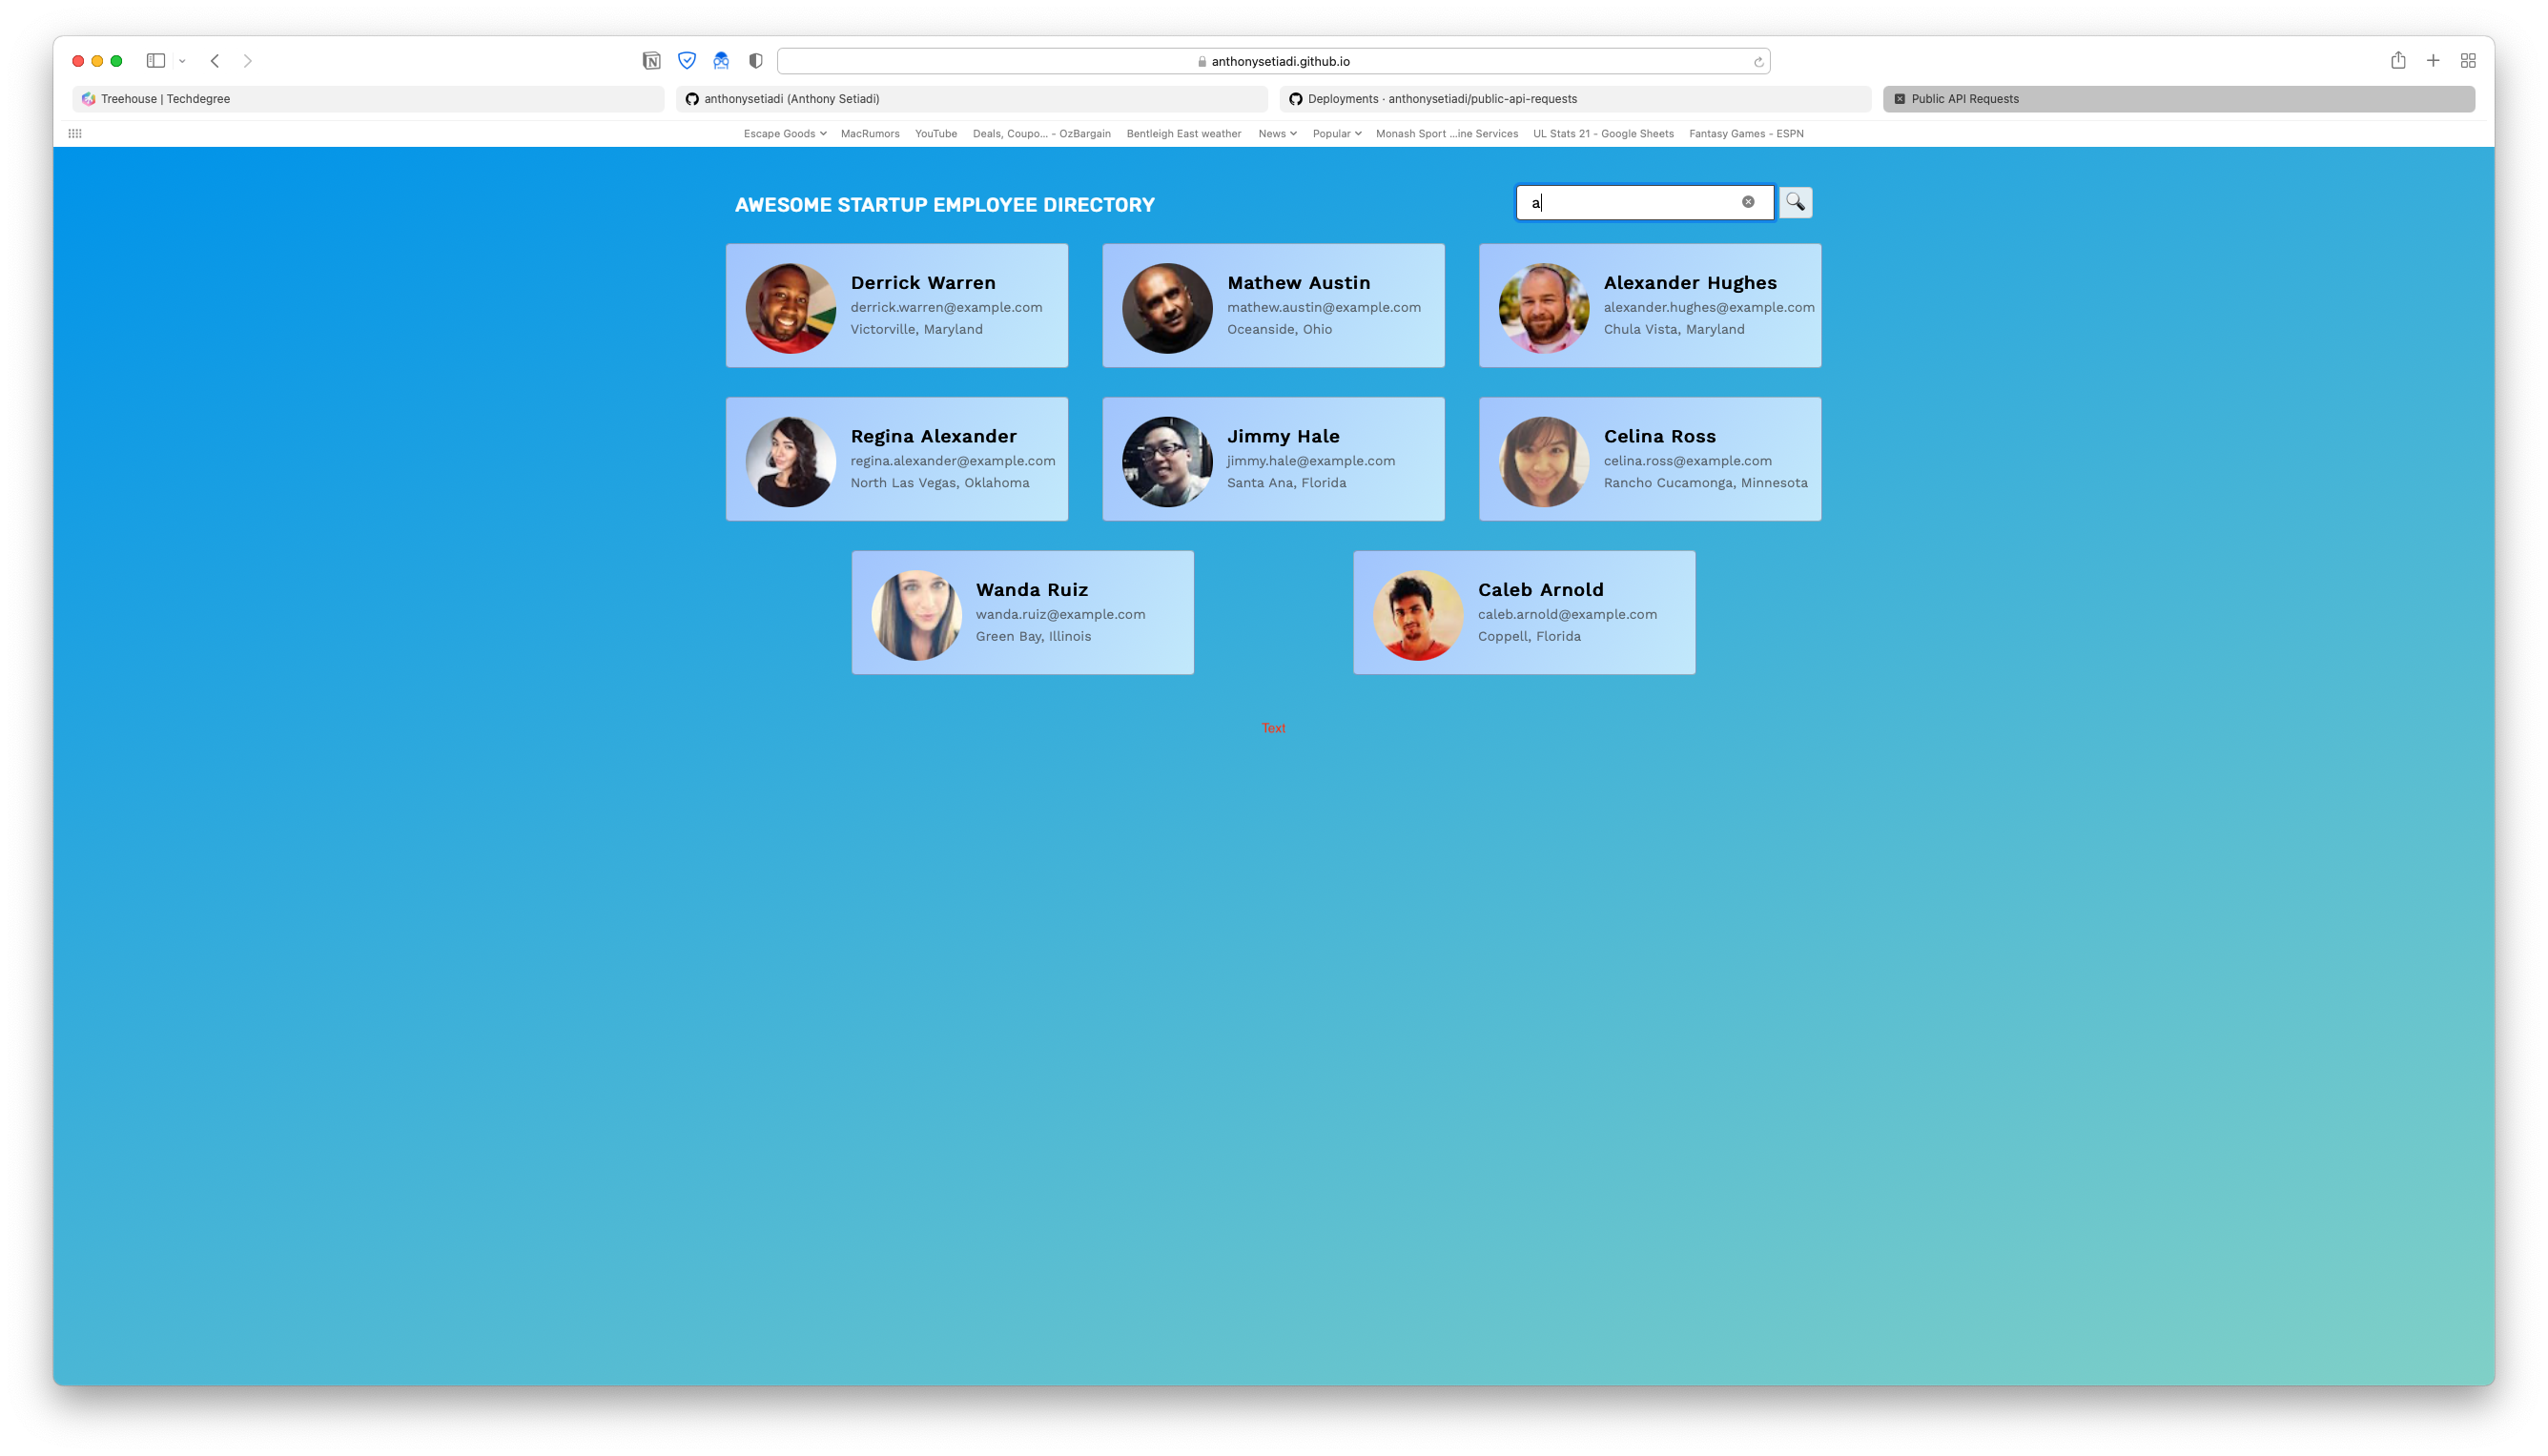 anthonysetiadi.github.io
Treehouse | Techdegree
anthonysetiadi (Anthony Setiadi)
Deployments · anthonysetiadi/public-api-requests
Public API Requests
Escape Goods
MacRumors
YouTube
Deals, Coupo... - OzBargain
Bentleigh East weather
News
Popular
Monash Sport ...ine Services
UL Stats 21 - Google Sheets
Fantasy Games - ESPN
AWESOME STARTUP EMPLOYEE DIRECTORY
a
Derrick Warren
derrick.warren@example.com
Victorville, Maryland
Mathew Austin
mathew.austin@example.com
Oceanside, Ohio
Alexander Hughes
alexander.hughes@example.com
Chula Vista, Maryland
Regina Alexander
regina.alexander@example.com
North Las Vegas, Oklahoma
Jimmy Hale
jimmy.hale@example.com
Santa Ana, Florida
Celina Ross
celina.ross@example.com
Rancho Cucamonga, Minnesota
Wanda Ruiz
wanda.ruiz@example.com
Green Bay, Illinois
Caleb Arnold
caleb.arnold@example.com
Coppell, Florida
Text